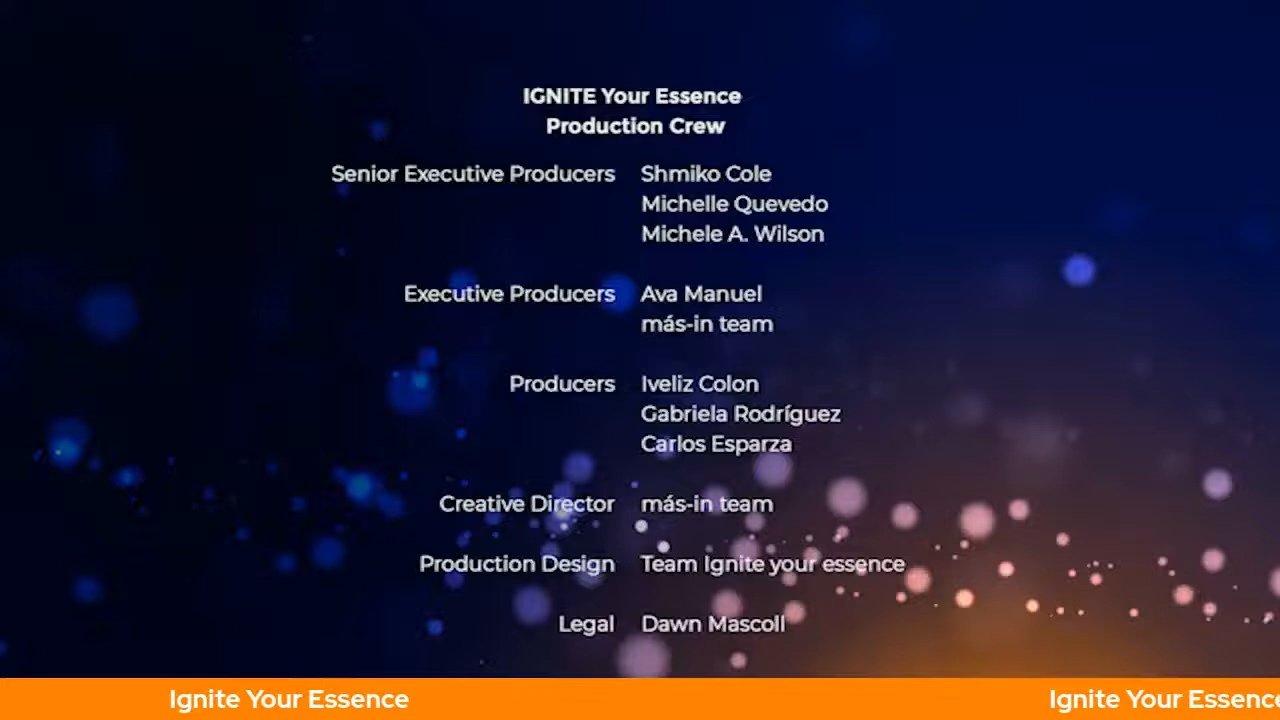 IGNITE Your Essence
Production Crew
Senior Executive Producers Shmiko Cole
Michelle Quevedo
Michele A. Wilson
Executive Producers Ava Manuel
más-in team
Producers Iveliz Colon
Gabriela Rodríguez
Carlos Esparza
Creative Director más-in team
Production Design Team Ignite your essence
Legal Dawn Mascoll
Ignite Your Essence Ignite Your Essence